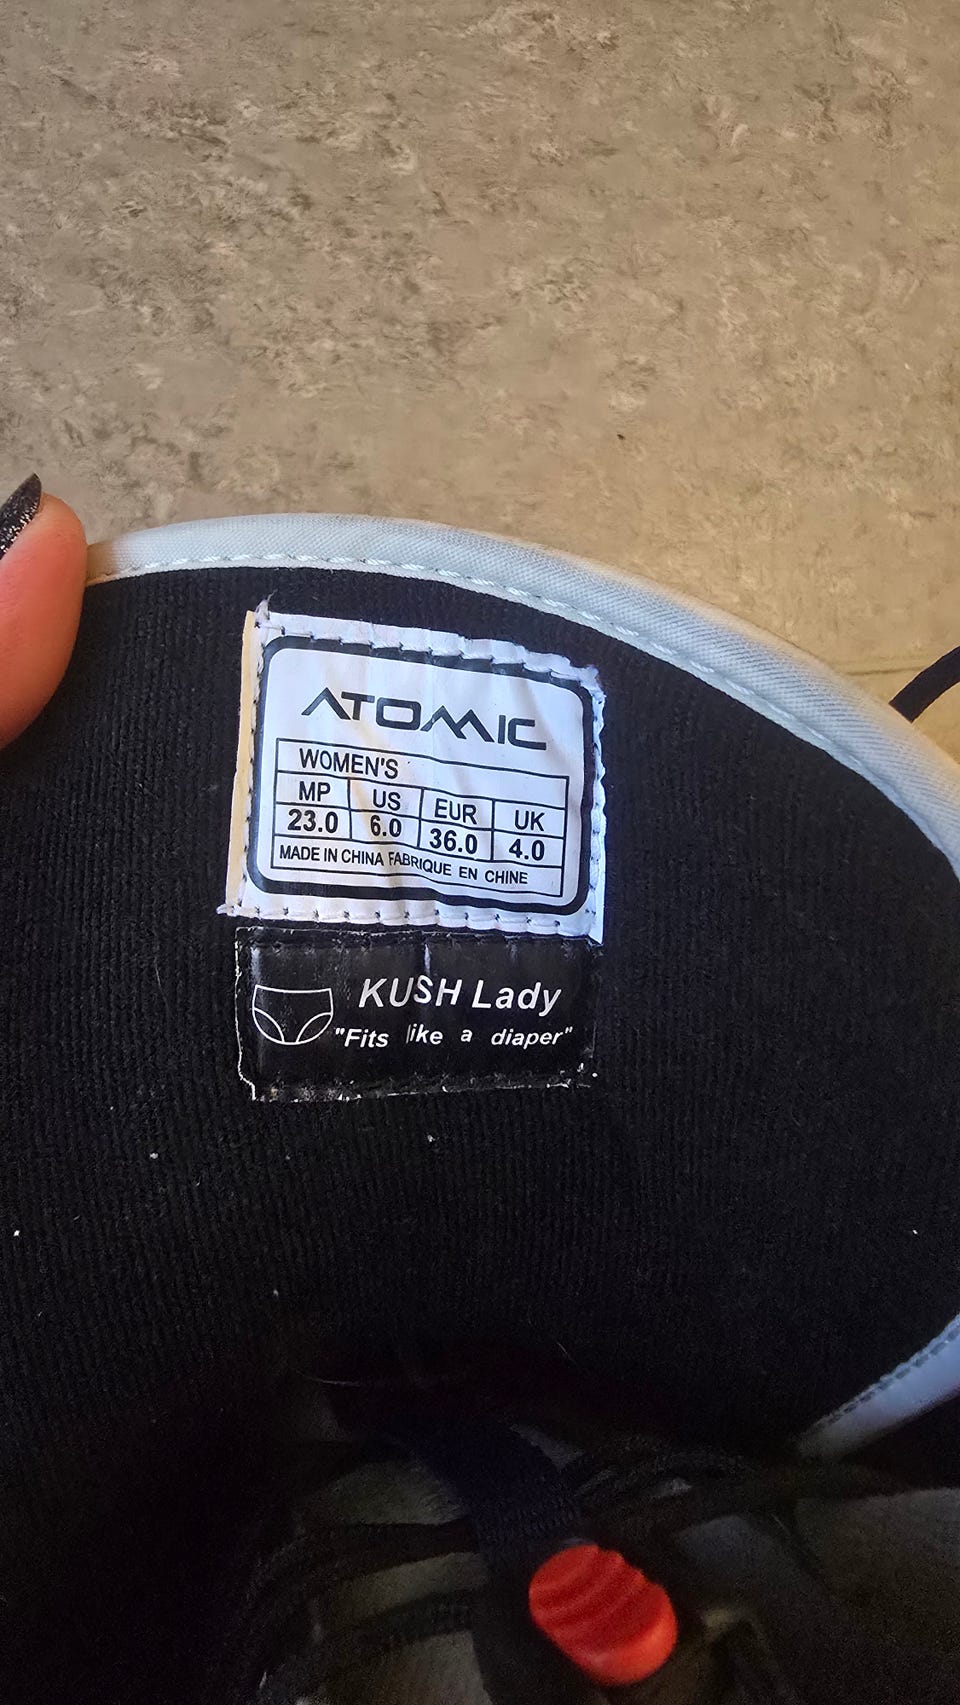 ATOMIC
WOMEN'S
MP US EUR UK
23.0 6.0 36.0 4.0
MADE IN CHINA FABRIQUE EN CHINE
KUSH Lady
"Fits like a diaper"